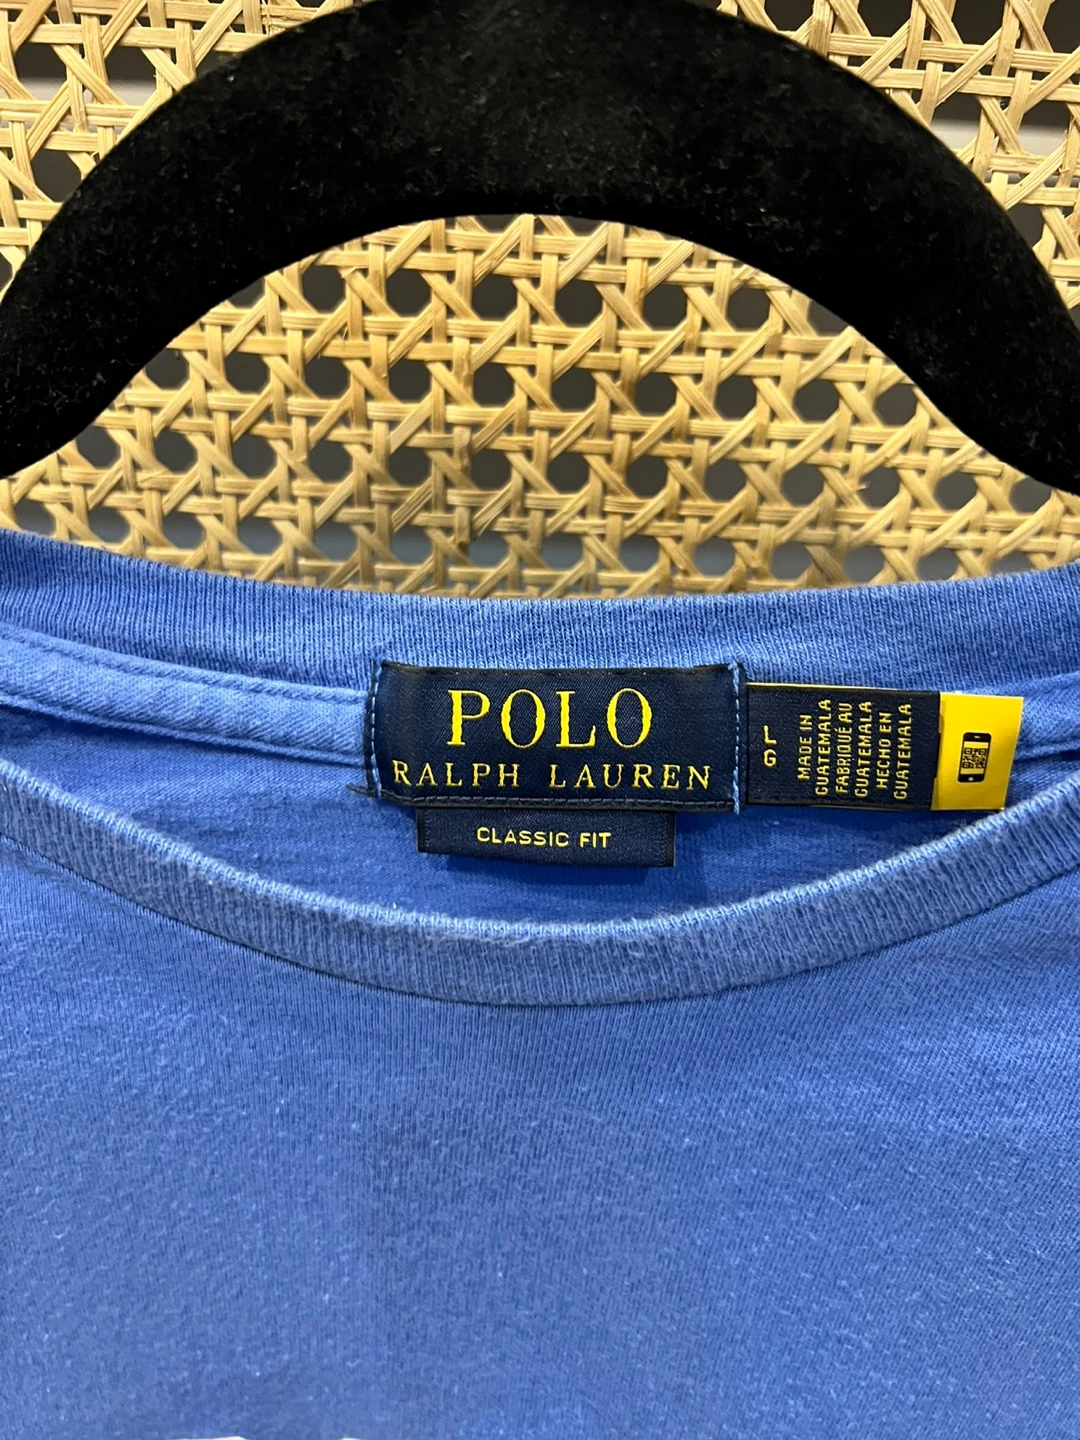 POLO
RALPH LAUREN
CLASSIC FIT
L
G
MADE IN
GUATEMALA
FABRIQUÉ AU
GUATEMALA
HECHO EN
GUATEMALA